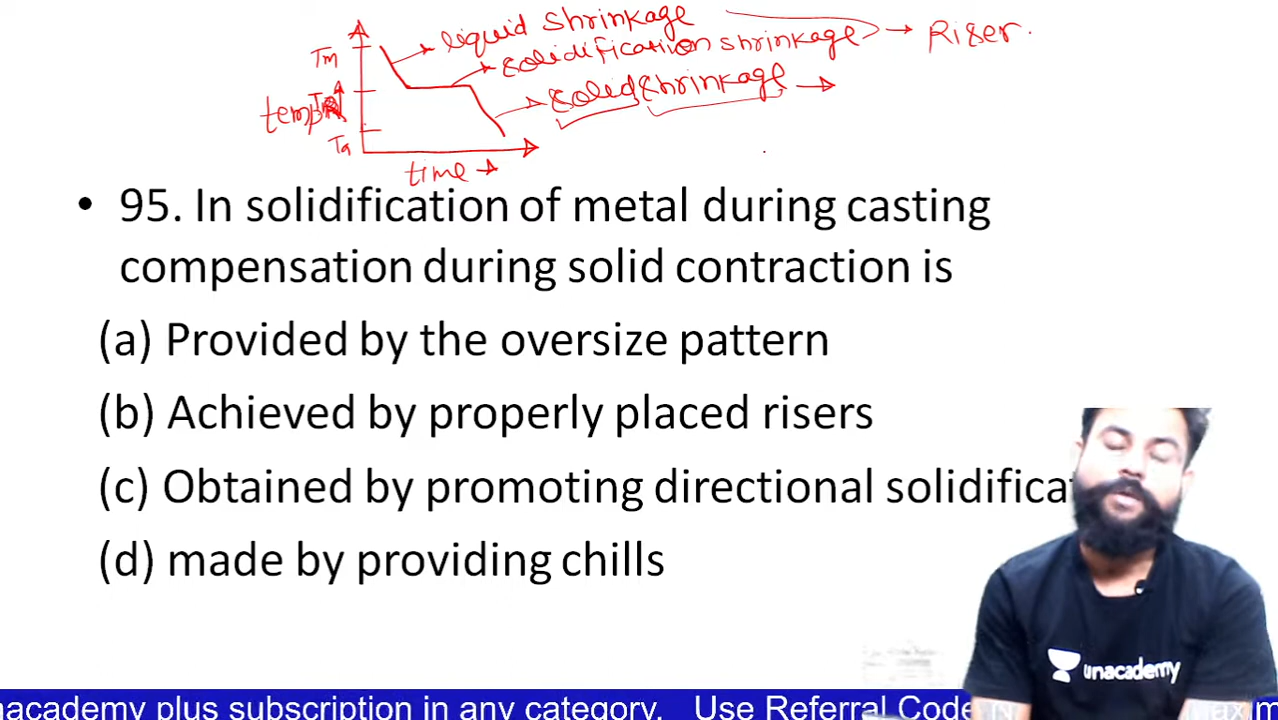 liquid shrinkage
solidification shrinkage → Riser.
Tm
solid shrinkage →
temp
Ta
time →
• 95. In solidification of metal during casting
compensation during solid contraction is
(a) Provided by the oversize pattern
(b) Achieved by properly placed risers
(c) Obtained by promoting directional solidificat
(d) made by providing chills
unacademy
nacademy plus subscription in any category. Use Referral Code